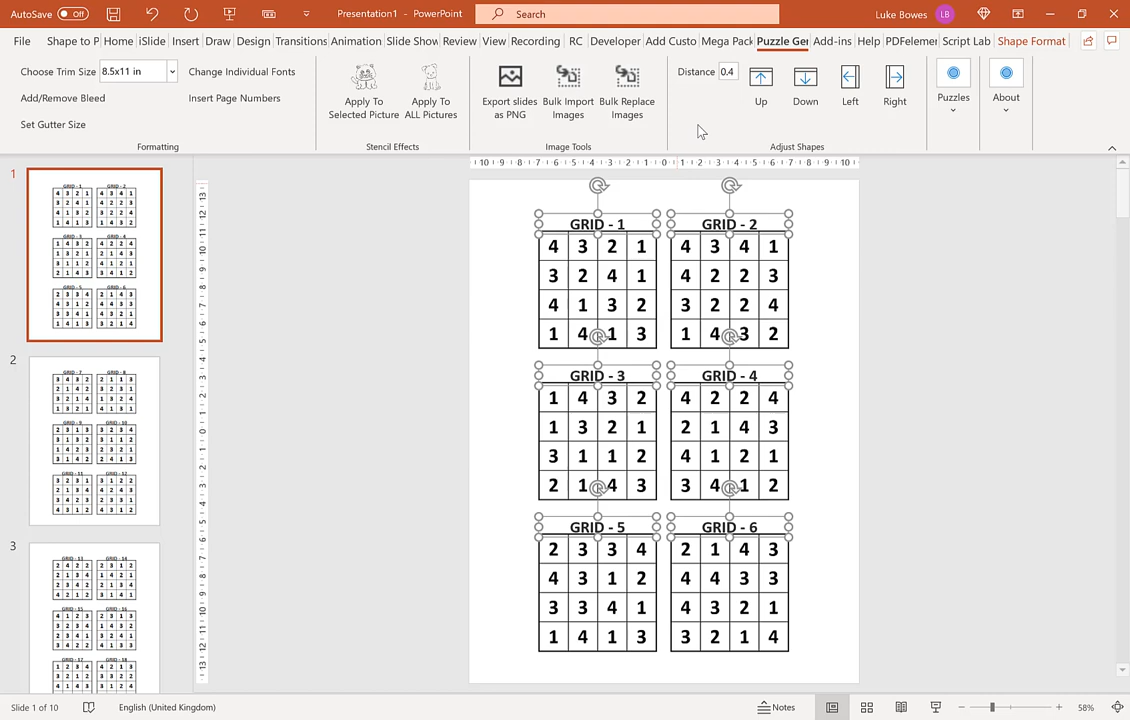 AutoSave Off Presentation1 - PowerPoint Search Luke Bowes LB
File Shape to P Home iSlide Insert Draw Design Transitions Animation Slide Show Review View Recording RC Developer Add Custo Mega Pack Puzzle Ger Add-ins Help PDFelemer Script Lab Shape Format
Choose Trim Size 8.5x11 in Change Individual Fonts
Add/Remove Bleed Insert Page Numbers
Set Gutter Size
Formatting
Apply To Selected Picture
Apply To ALL Pictures
Stencil Effects
Export slides as PNG
Bulk Import Images
Bulk Replace Images
Image Tools
Distance 0.4 Up Down Left Right
Adjust Shapes
Puzzles About
1
2
3
GRID - 1 GRID - 2
4 3 2 1 4 3 4 1
3 2 4 1 4 2 2 3
4 1 3 2 3 2 2 4
1 4 1 3 1 4 3 2
GRID - 3 GRID - 4
1 4 3 2 4 2 2 4
1 3 2 1 2 1 4 3
3 1 1 2 4 1 2 1
2 1 4 3 3 4 1 2
GRID - 5 GRID - 6
2 3 3 4 2 1 4 3
4 3 1 2 4 4 3 3
3 3 4 1 4 3 2 1
1 4 1 3 3 2 1 4
Slide 1 of 10 English (United Kingdom) Notes 58%